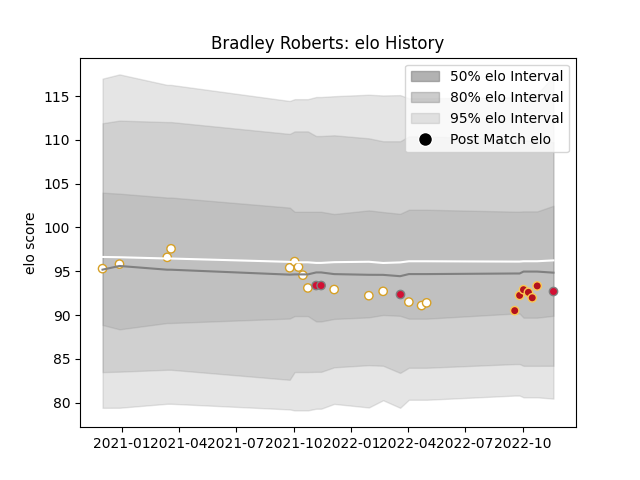 Bradley Roberts: elo History
50% elo Interval
80% elo Interval
95% elo Interval
Post Match elo
elo score
115
110
105
100
95
90
85
80
2021-01 2021-04 2021-07 2021-10 2022-01 2022-04 2022-07 2022-10